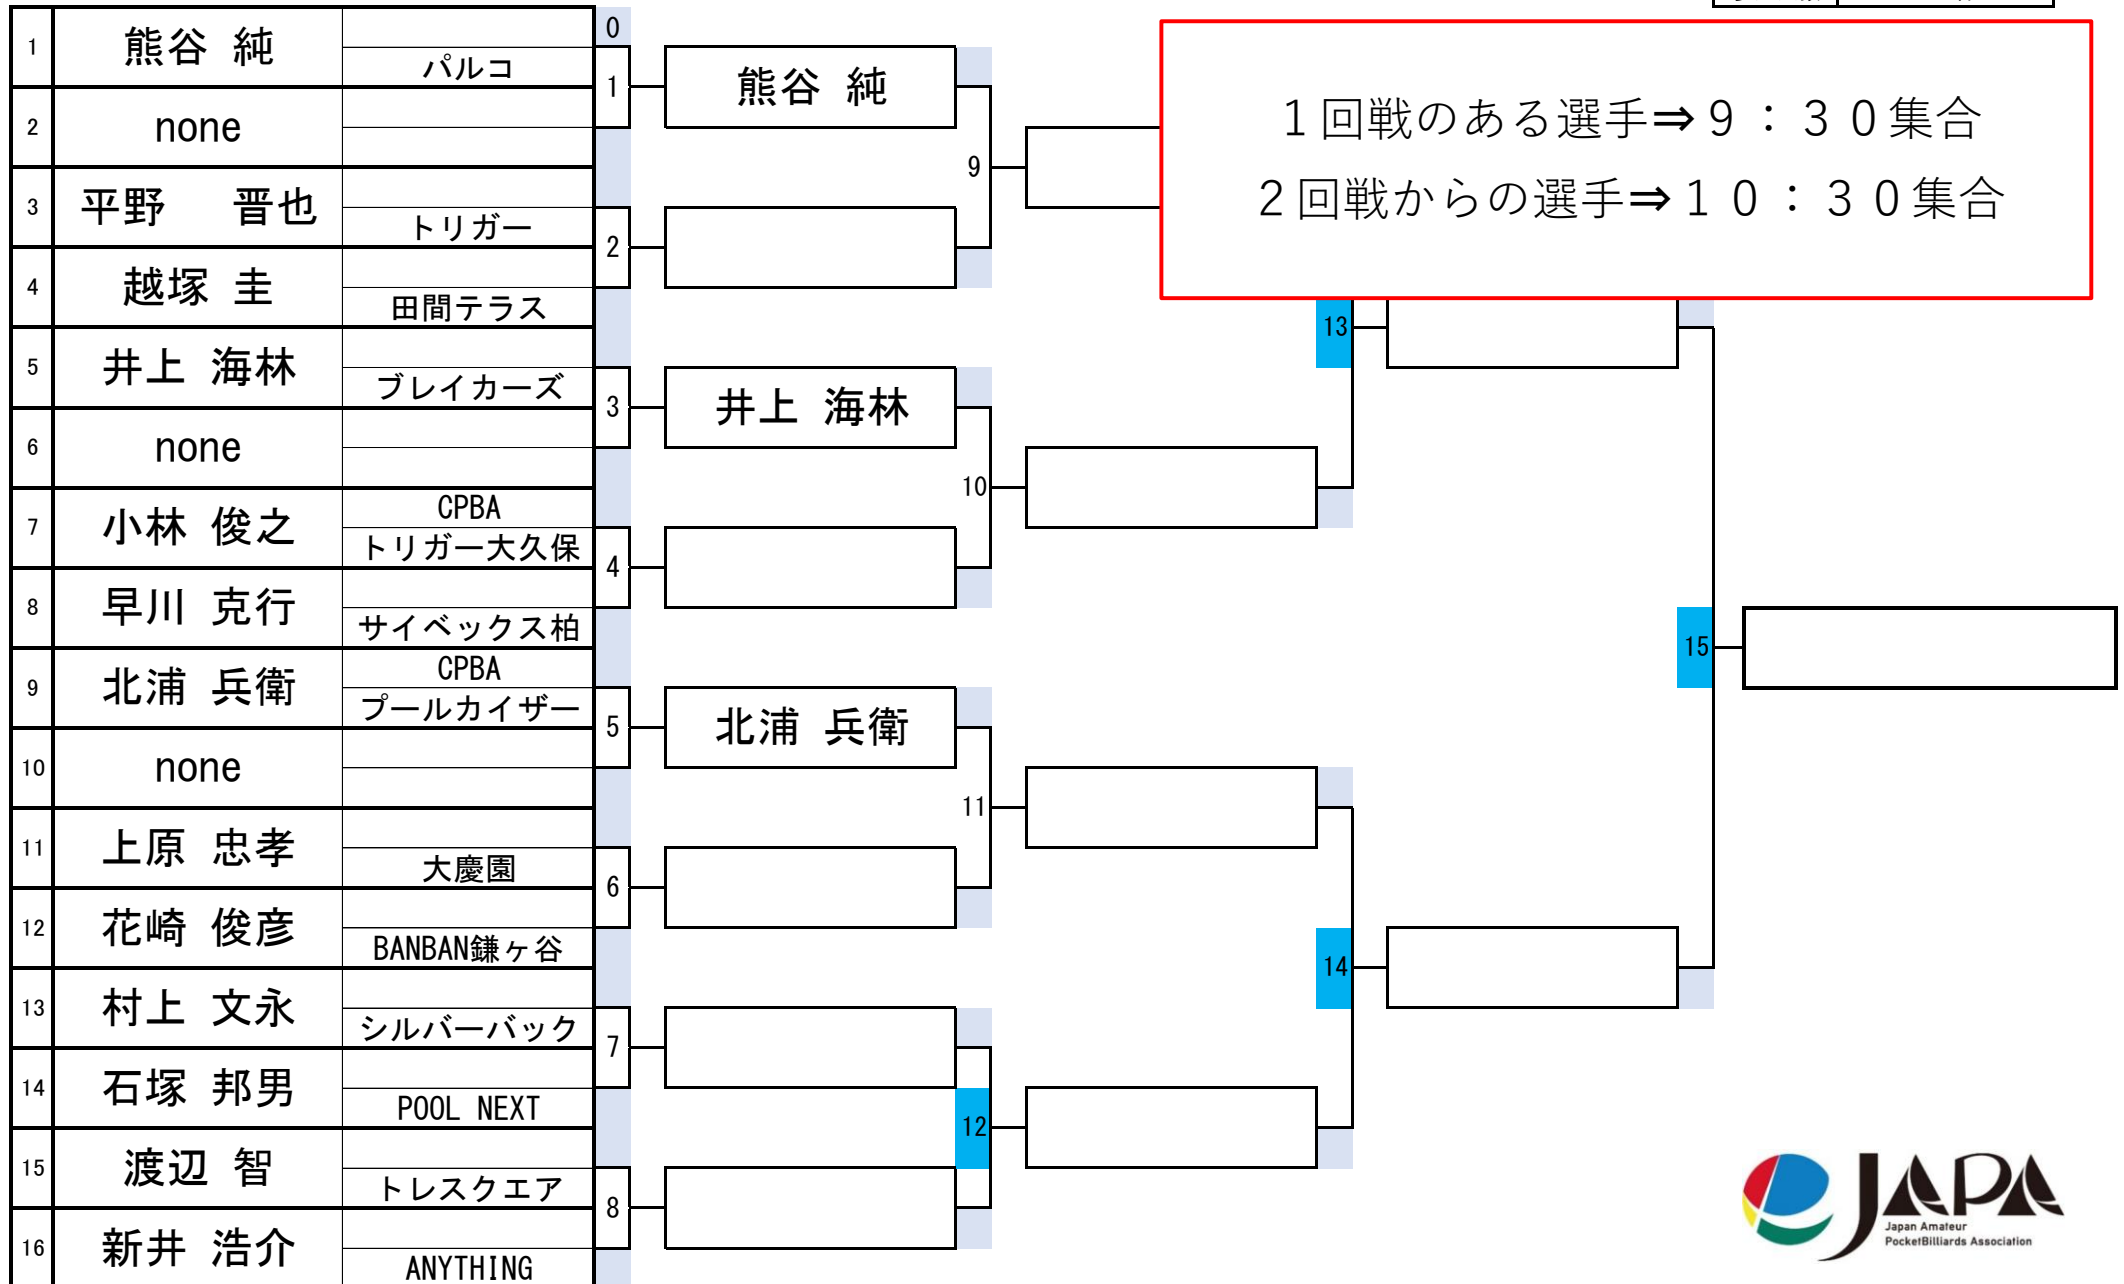 0
1 熊谷 純 パルコ
1 熊谷 純
2 none
１回戦のある選手⇒９：３０集合
２回戦からの選手⇒１０：３０集合
9
3 平野 晋也 トリガー
2
4 越塚 圭 田間テラス
13
5 井上 海林 ブレイカーズ
3 井上 海林
6 none
10
7 小林 俊之 CPBA
トリガー大久保
4
8 早川 克行 サイベックス柏
15
9 北浦 兵衛 CPBA
プールカイザー
5 北浦 兵衛
10 none
11
11 上原 忠孝 大慶園
6
12 花崎 俊彦 BANBAN鎌ヶ谷
14
13 村上 文永 シルバーバック
7
14 石塚 邦男 POOL NEXT
12
15 渡辺 智 トレスクエア
8
16 新井 浩介 ANYTHING
JAPA
Japan Amateur
PocketBilliards Association